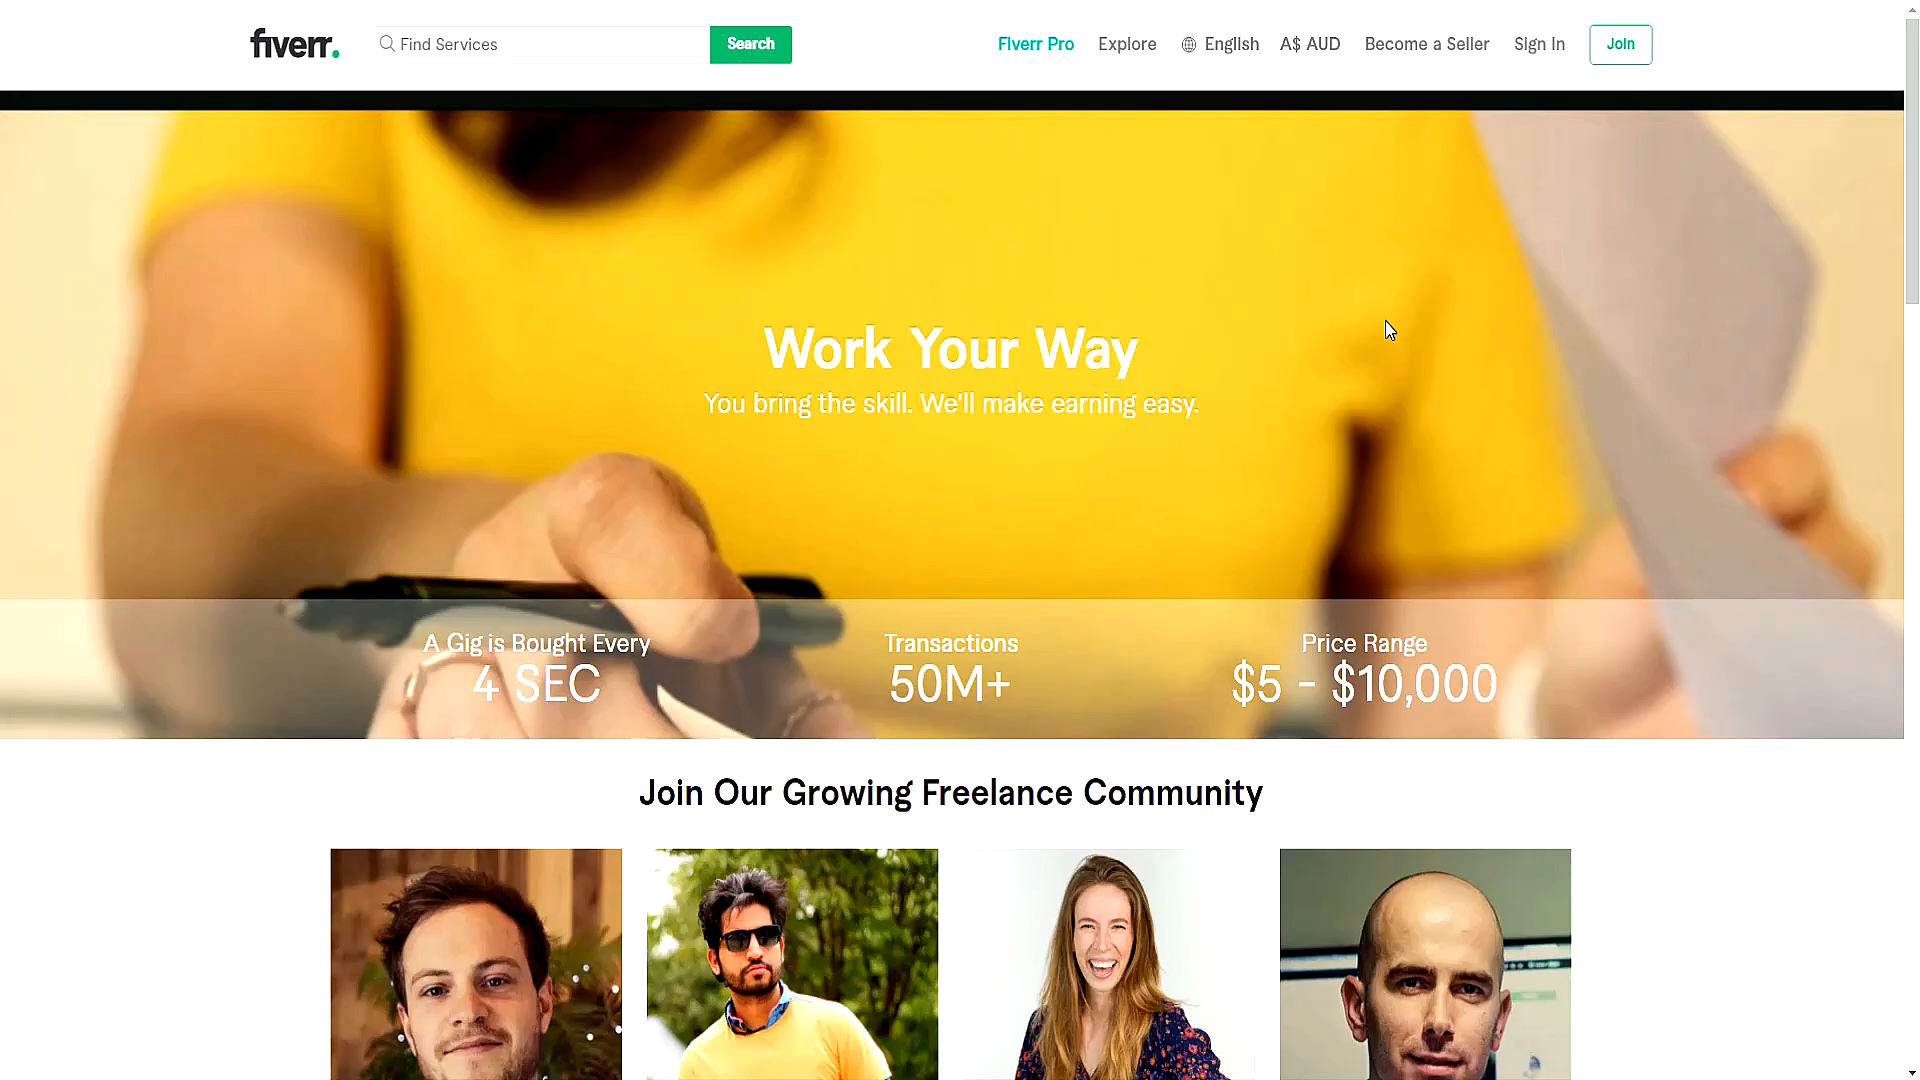 fiverr.
Find Services
Search
Fiverr Pro
Explore
English
A$ AUD
Become a Seller
Sign In
Join
Work Your Way
You bring the skill. We'll make earning easy.
A Gig is Bought Every
4 SEC
Transactions
50M+
Price Range
$5 - $10,000
Join Our Growing Freelance Community